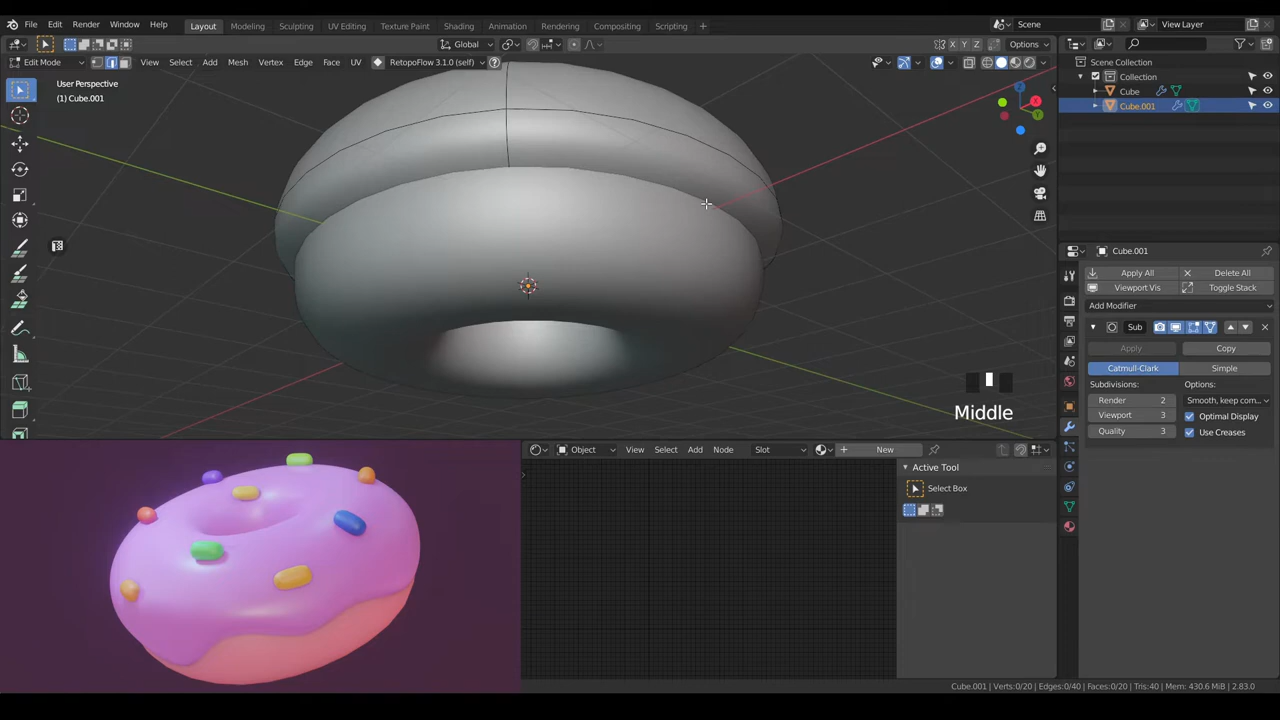 File Edit Render Window Help
Layout Modeling Sculpting UV Editing Texture Paint Shading Animation Rendering Compositing Scripting +
Scene
View Layer
Global
Options
X Y Z
Edit Mode
View Select Add Mesh Vertex Edge Face UV
RetopoFlow 3.1.0 (self)
User Perspective
(1) Cube.001
Scene Collection
Collection
Cube
Cube.001
Cube.001
Apply All
Delete All
Viewport Vis
Toggle Stack
Add Modifier
Sub
Apply
Copy
Catmull-Clark
Simple
Subdivisions:
Options:
Render 2
Smooth, keep com...
Viewport 3
Optimal Display
Quality 3
Use Creases
Middle
Object
View Select Add Node
Slot
New
Active Tool
Select Box
Cube.001 | Verts:0/20 | Edges:0/40 | Faces:0/20 | Tris:40 | Mem: 430.6 MiB | 2.83.0